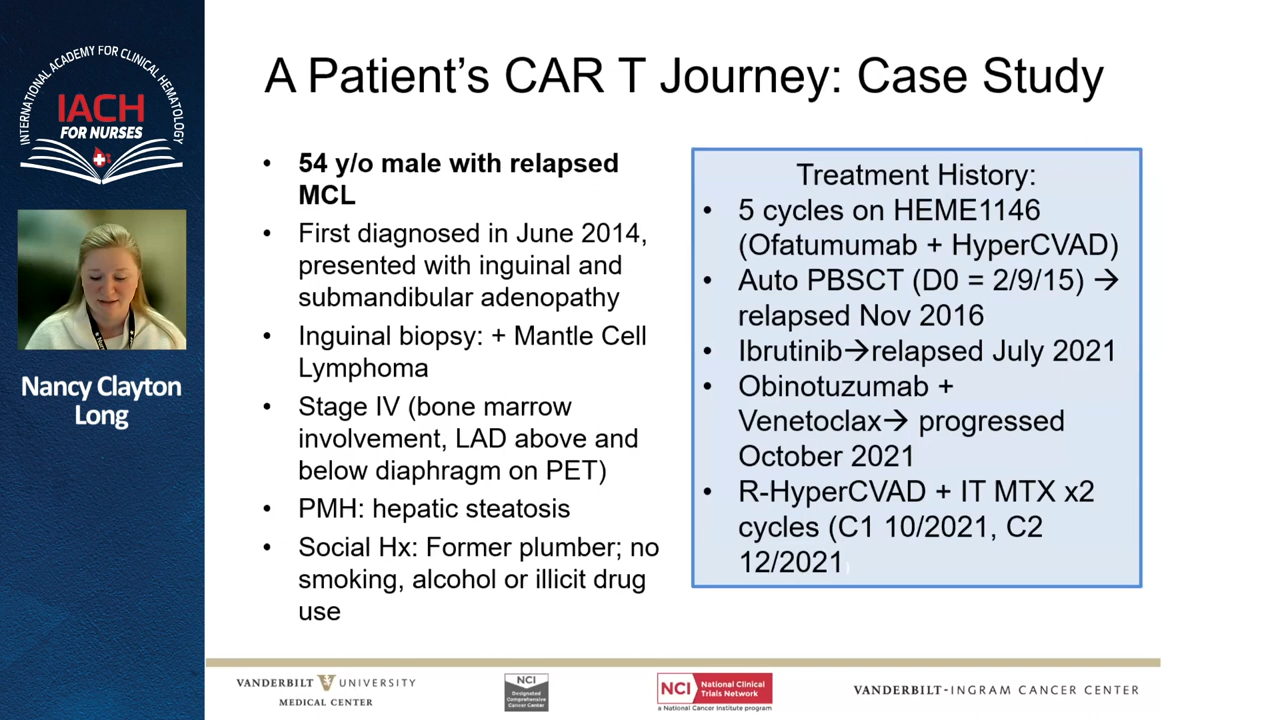 A Patient's CAR T Journey: Case Study
INTERNATIONAL ACADEMY FOR CLINICAL HEMATOLOGY
IACH
FOR NURSES
Nancy Clayton
Long
• 54 y/o male with relapsed
MCL
• First diagnosed in June 2014,
presented with inguinal and
submandibular adenopathy
• Inguinal biopsy: + Mantle Cell
Lymphoma
• Stage IV (bone marrow
involvement, LAD above and
below diaphragm on PET)
• PMH: hepatic steatosis
• Social Hx: Former plumber; no
smoking, alcohol or illicit drug
use
Treatment History:
• 5 cycles on HEME1146
(Ofatumumab + HyperCVAD)
• Auto PBSCT (D0 = 2/9/15) →
relapsed Nov 2016
• Ibrutinib→relapsed July 2021
• Obinotuzumab +
Venetoclax→ progressed
October 2021
• R-HyperCVAD + IT MTX x2
cycles (C1 10/2021, C2
12/2021)
VANDERBILT UNIVERSITY
MEDICAL CENTER
NCI
Designated
Comprehensive
Cancer Center
NCI
National Clinical
Trials Network
a National Cancer Institute program
VANDERBILT-INGRAM CANCER CENTER